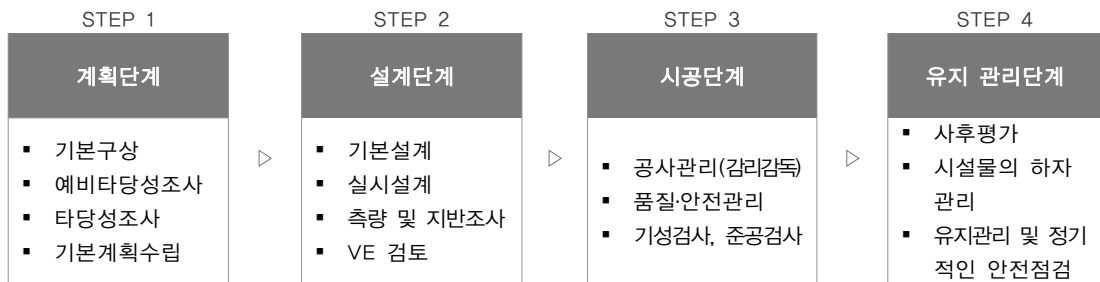 STEP 1
계획단계
▪ 기본구상
▪ 예비타당성조사
▪ 타당성조사
▪ 기본계획수립
▷
STEP 2
설계단계
▪ 기본설계
▪ 실시설계
▪ 측량 및 지반조사
▪ VE 검토
▷
STEP 3
시공단계
▪ 공사관리(감리감독)
▪ 품질·안전관리
▪ 기성검사, 준공검사
▷
STEP 4
유지 관리단계
▪ 사후평가
▪ 시설물의 하자
관리
▪ 유지관리 및 정기
적인 안전점검